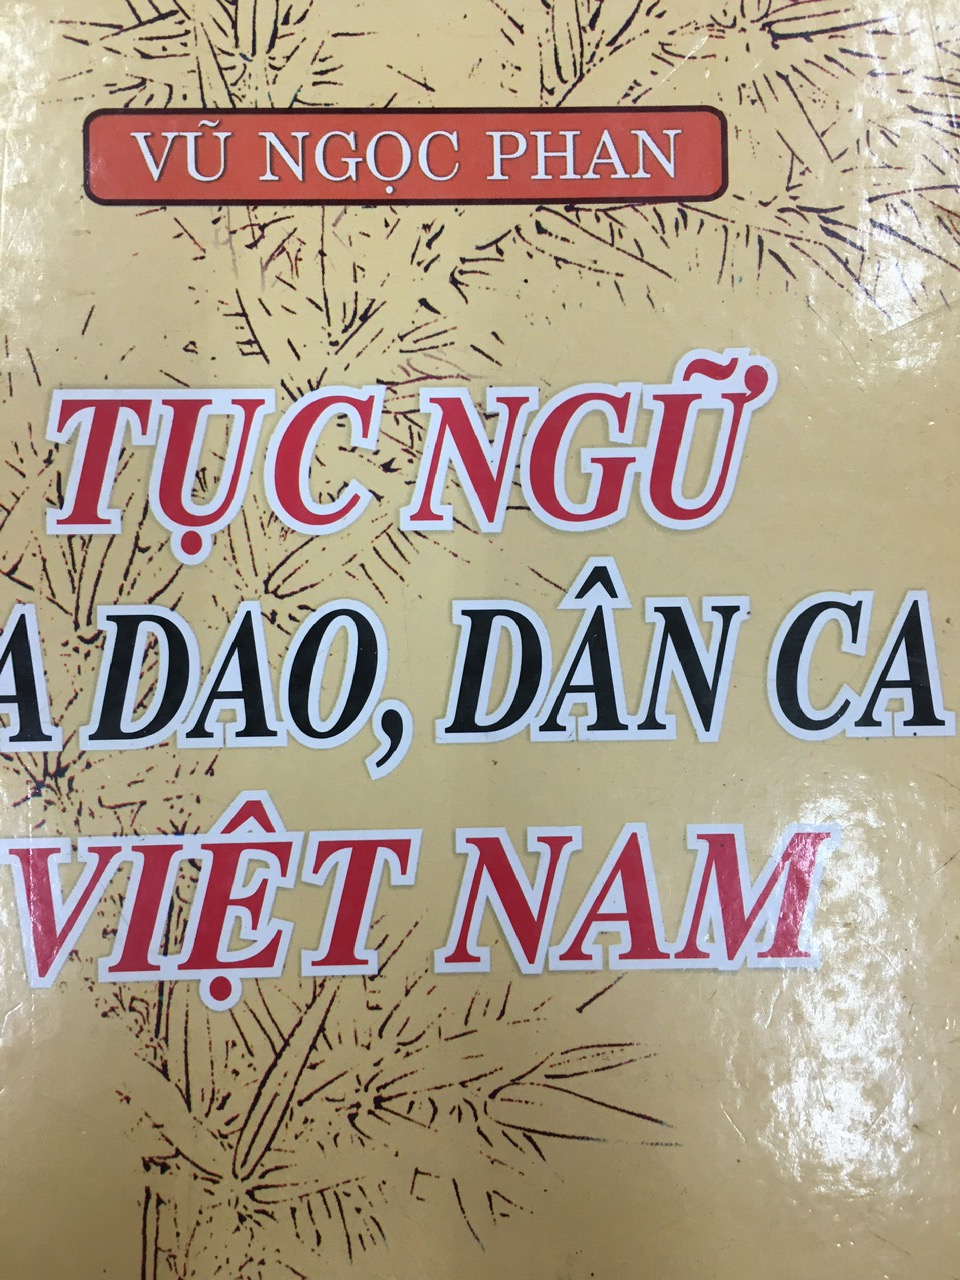 VŨ NGỌC PHAN
TỤC NGỮ
A DAO, DÂN CA
VIỆT NAM